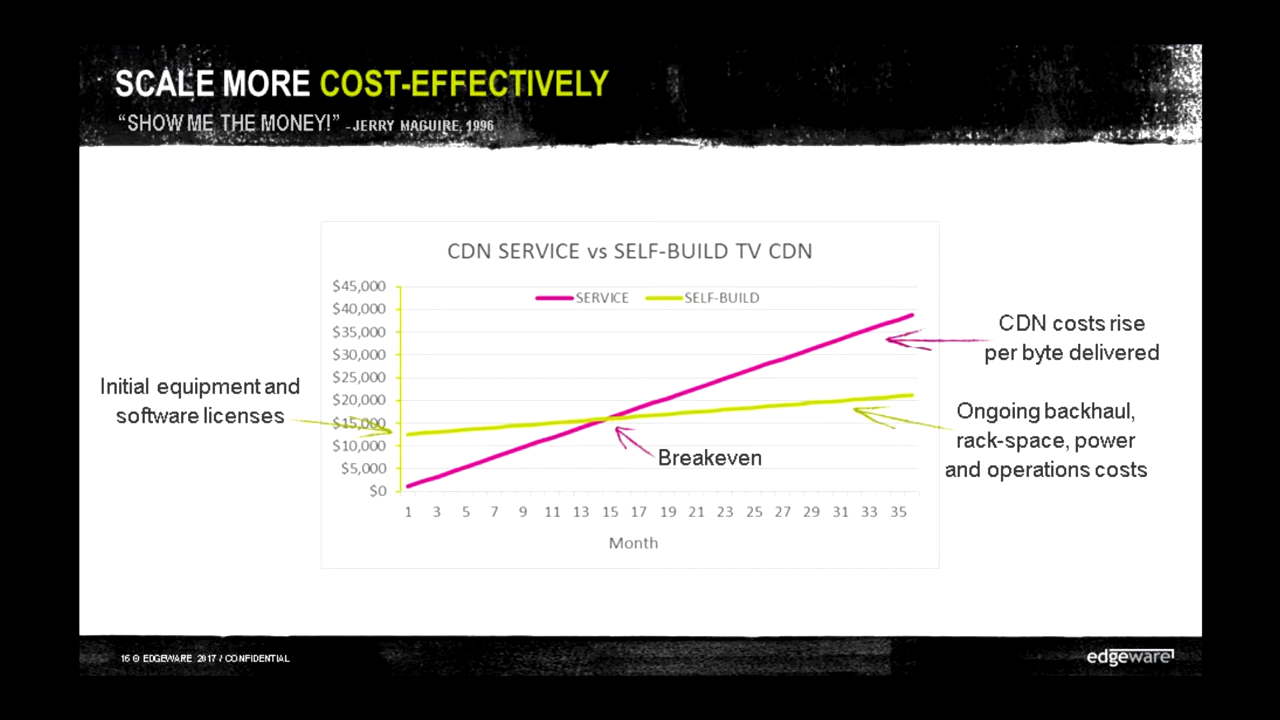 SCALE MORE COST-EFFECTIVELY
“SHOW ME THE MONEY!” - JERRY MAGUIRE, 1996
CDN SERVICE vs SELF-BUILD TV CDN
SERVICE SELF-BUILD
$45,000
$40,000
$35,000
$30,000
$25,000
$20,000
$15,000
$10,000
$5,000
$0
1 3 5 7 9 11 13 15 17 19 21 23 25 27 29 31 33 35
Month
Initial equipment and
software licenses
Breakeven
CDN costs rise
per byte delivered
Ongoing backhaul,
rack-space, power
and operations costs
16 © EDGEWARE 2017 / CONFIDENTIAL
edgeware